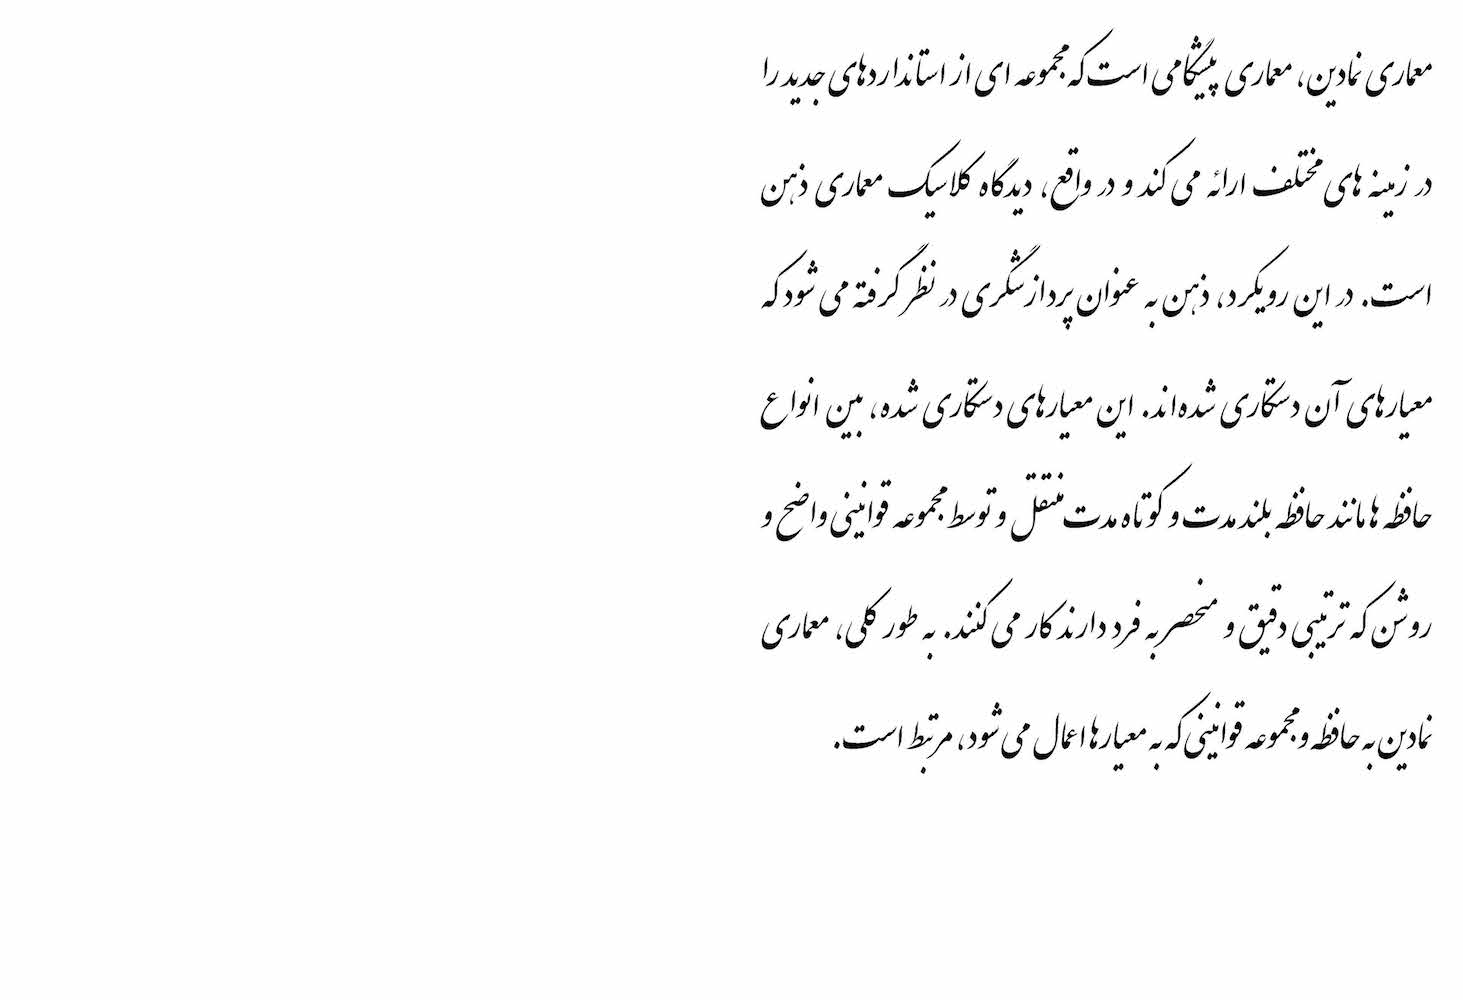 معماری نمادین، معماری پیشگامی است که مجموعه ای از استانداردهای جدید را
در زمینه های مختلف ارائه می کند و در واقع، دیدگاه کلاسیک معماری ذهن
است. در این رویکرد، ذهن به عنوان پردازشگری در نظر گرفته می شود که
معیارهای آن دستکاری شده‌اند. این معیارهای دستکاری شده، بین انواع
حافظه ها مانند حافظه بلند مدت و کوتاه مدت منتقل و توسط مجموعه قوانینی واضح و
روشن که ترتیبی دقیق و منحصر به فرد دارند کار می کنند. به طور کلی، معماری
نمادین به حافظه و مجموعه قوانینی که به معیارها اعمال می شود، مرتبط است.